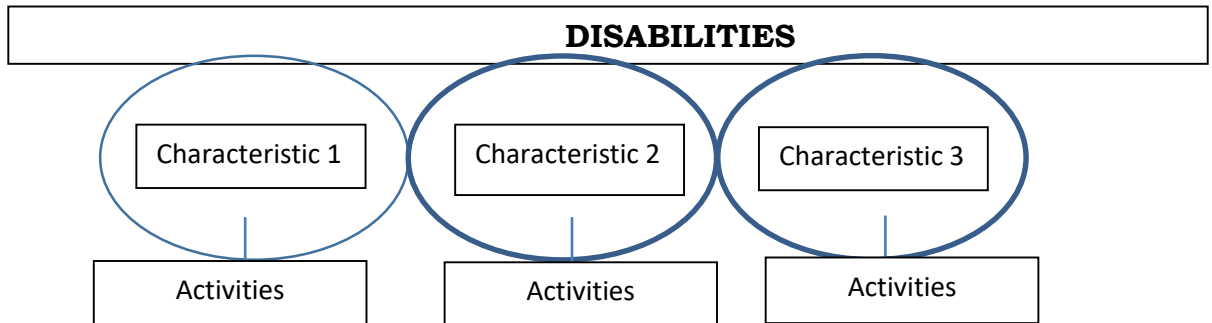 DISABILITIES
Characteristic 1
Characteristic 2
Characteristic 3
Activities
Activities
Activities